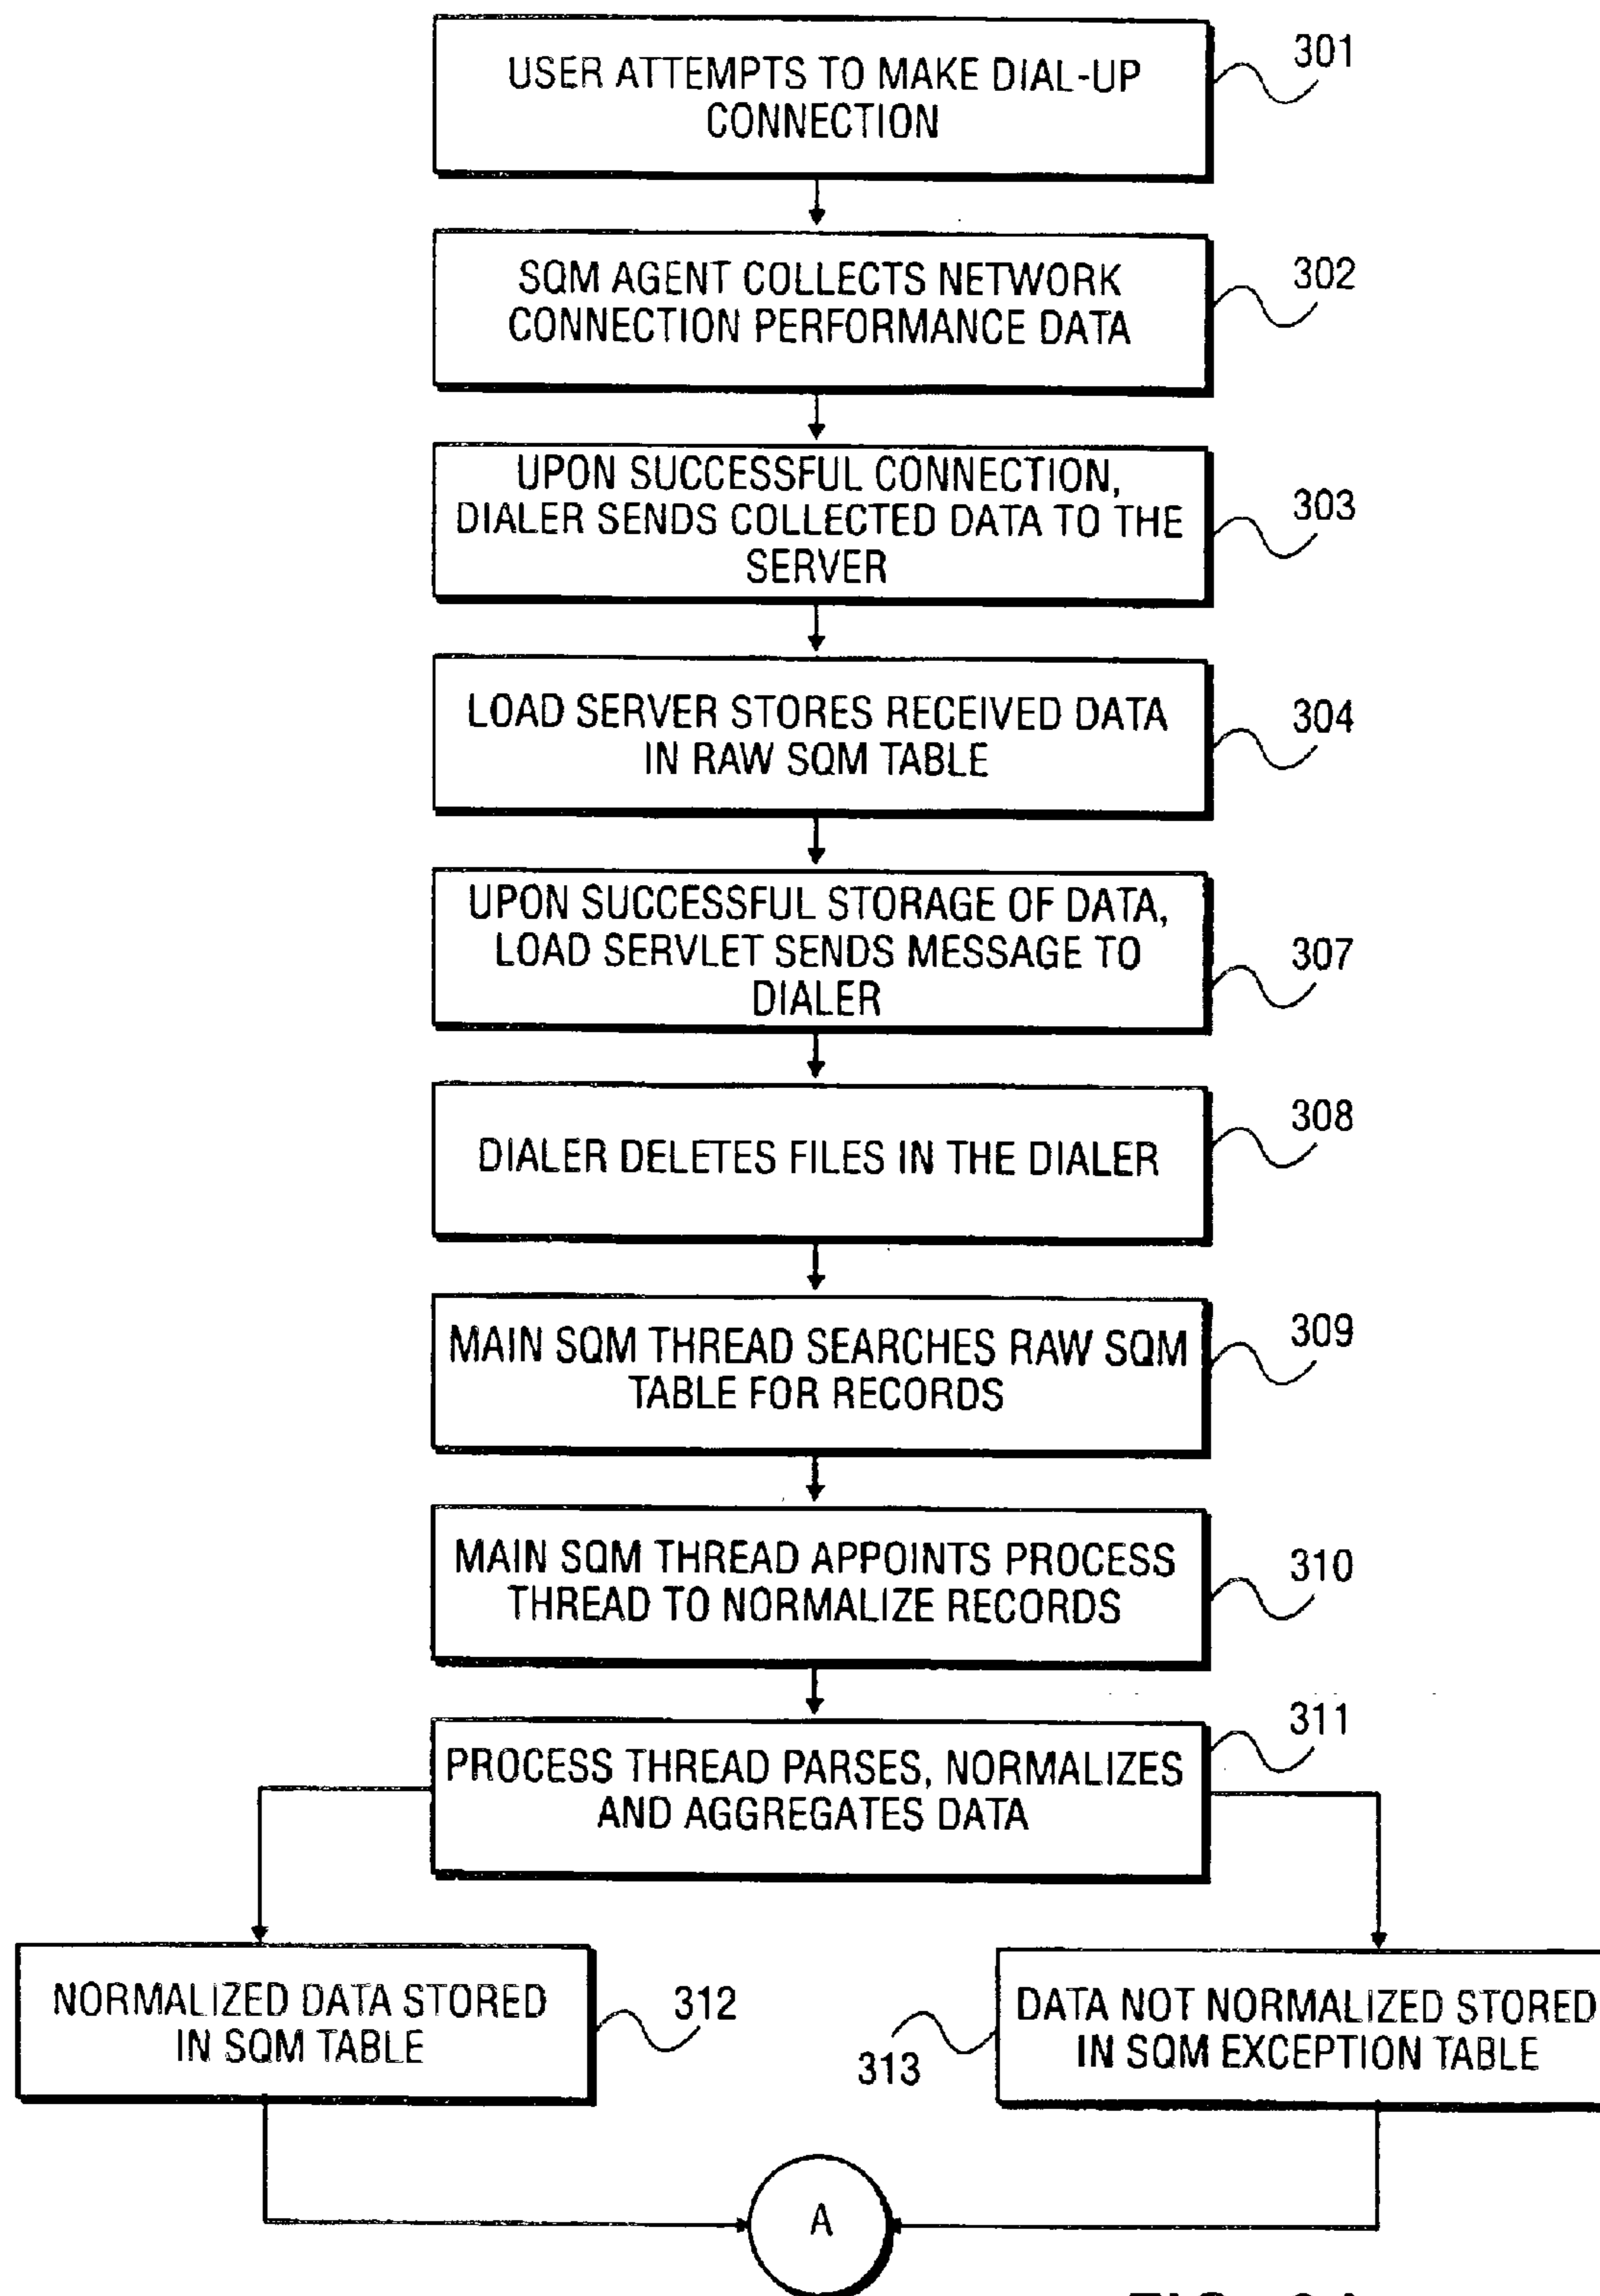 USER ATTEMPTS TO MAKE DIAL-UP
CONNECTION
301
SQM AGENT COLLECTS NETWORK
CONNECTION PERFORMANCE DATA
302
UPON SUCCESSFUL CONNECTION,
DIALER SENDS COLLECTED DATA TO THE
SERVER
303
LOAD SERVER STORES RECEIVED DATA
IN RAW SQM TABLE
304
UPON SUCCESSFUL STORAGE OF DATA,
LOAD SERVLET SENDS MESSAGE TO
DIALER
307
DIALER DELETES FILES IN THE DIALER
308
MAIN SQM THREAD SEARCHES RAW SQM
TABLE FOR RECORDS
309
MAIN SQM THREAD APPOINTS PROCESS
THREAD TO NORMALIZE RECORDS
310
PROCESS THREAD PARSES, NORMALIZES
AND AGGREGATES DATA
311
NORMALIZED DATA STORED
IN SQM TABLE
312
DATA NOT NORMALIZED STORED
IN SQM EXCEPTION TABLE
313
A